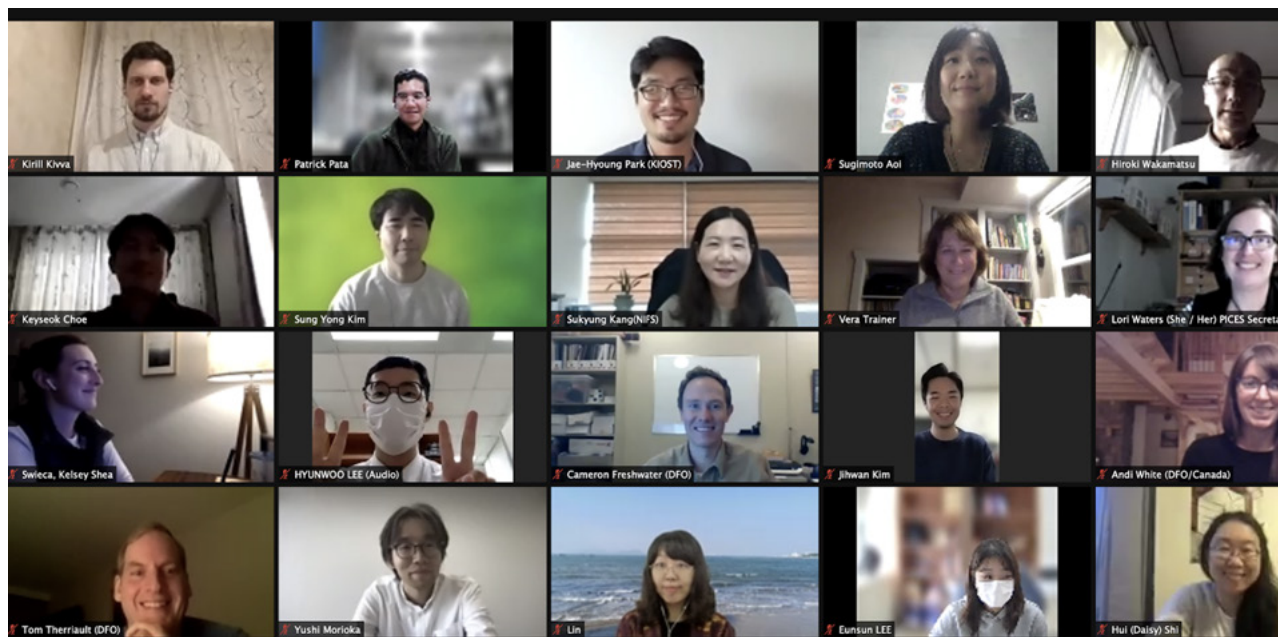 Kirill Kivva
Patrick Pata
Jae-Hyoung Park (KIOST)
Sugimoto Aoi
Hiroki Wakamatsu
Keyseok Choe
Sung Yong Kim
Sukyung Kang(NIFS)
Vera Trainer
Lori Waters (She / Her) PICES Secreta
Swieca, Kelsey Shea
HYUNWOO LEE (Audio)
Cameron Freshwater (DFO)
Jihwan Kim
Andi White (DFO/Canada)
Tom Therriault (DFO)
Yushi Morioka
Lin
Eunsun LEE
Hui (Daisy) Shi